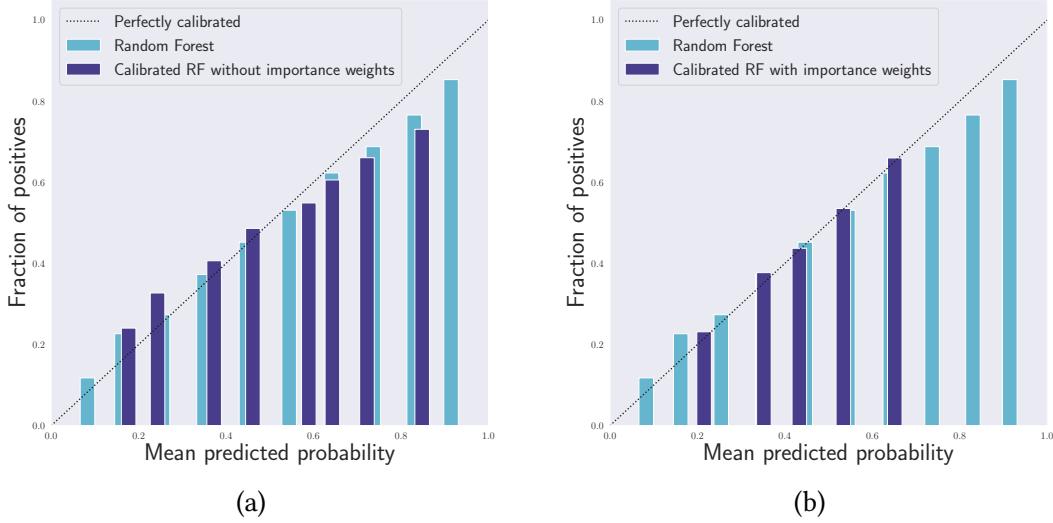 1.0
0.8
0.6
0.4
0.2
0.0
Fraction of positives
Perfectly calibrated
Random Forest
Calibrated RF without importance weights
0.0 0.2 0.4 0.6 0.8 1.0
Mean predicted probability
(a)
1.0
0.8
0.6
0.4
0.2
0.0
Fraction of positives
Perfectly calibrated
Random Forest
Calibrated RF with importance weights
0.0 0.2 0.4 0.6 0.8 1.0
Mean predicted probability
(b)